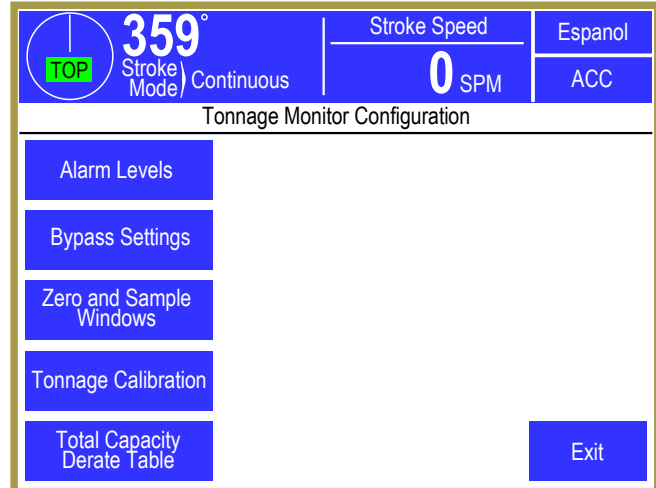 TOP
359°
Stroke
Mode) Continuous
Stroke Speed
0 SPM
Espanol
ACC
Tonnage Monitor Configuration
Alarm Levels
Bypass Settings
Zero and Sample
Windows
Tonnage Calibration
Total Capacity
Derate Table
Exit